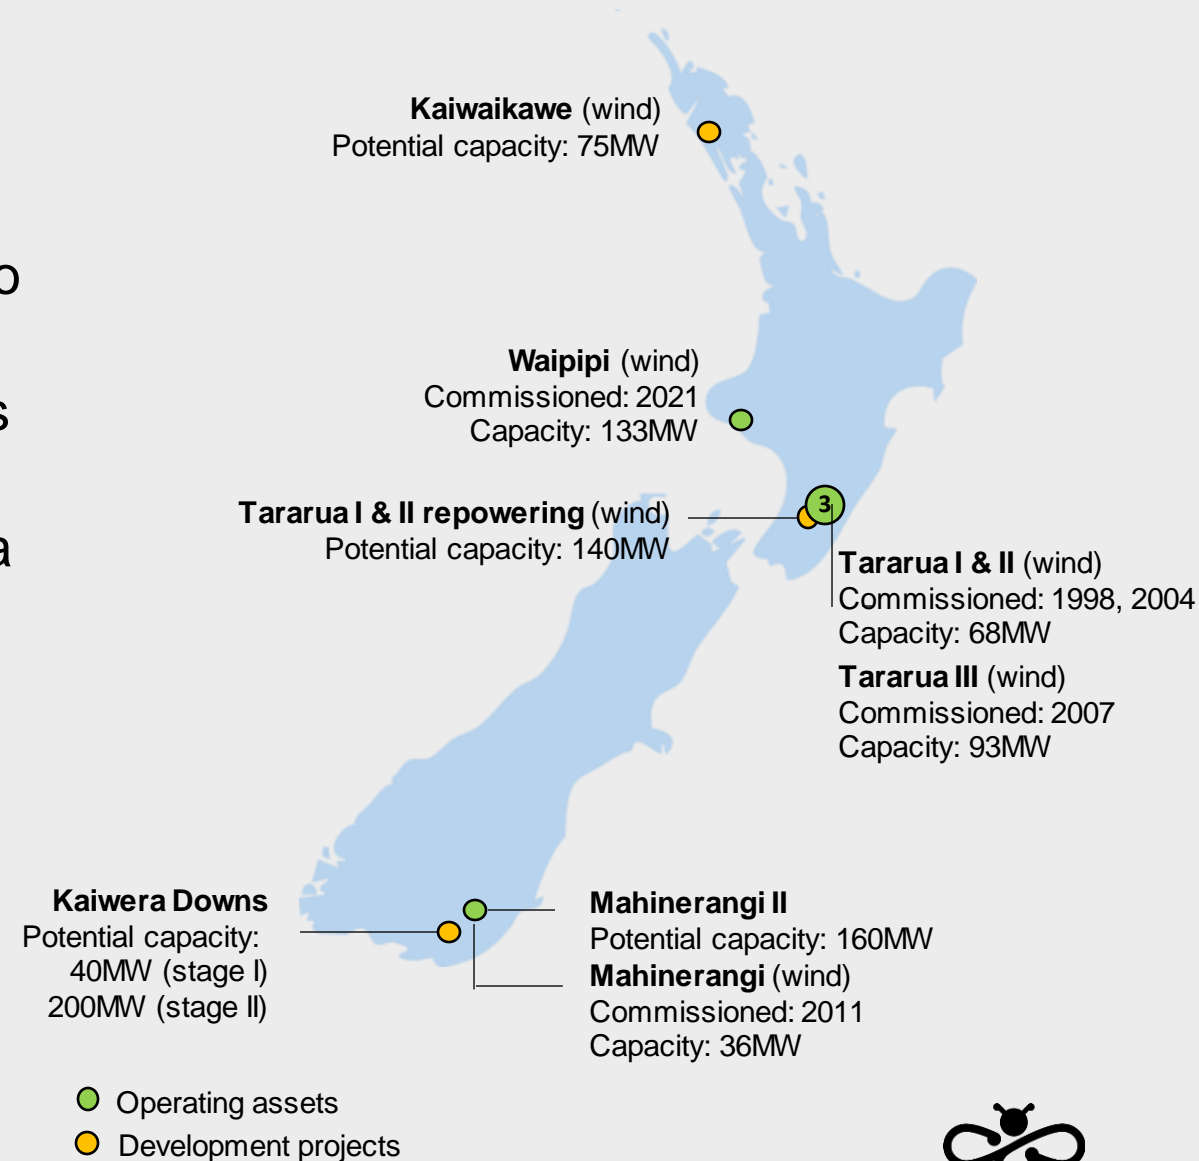 Kaiwaikawe (wind)
Potential capacity: 75MW
o
s
a
Waipipi (wind)
Commissioned: 2021
Capacity: 133MW
Tararua I & II repowering (wind)
Potential capacity: 140MW
3
Tararua I & II (wind)
Commissioned: 1998, 2004
Capacity: 68MW
Tararua III (wind)
Commissioned: 2007
Capacity: 93MW
Kaiwera Downs
Potential capacity:
40MW (stage I)
200MW (stage II)
Mahinerangi II
Potential capacity: 160MW
Mahinerangi (wind)
Commissioned: 2011
Capacity: 36MW
Operating assets
Development projects